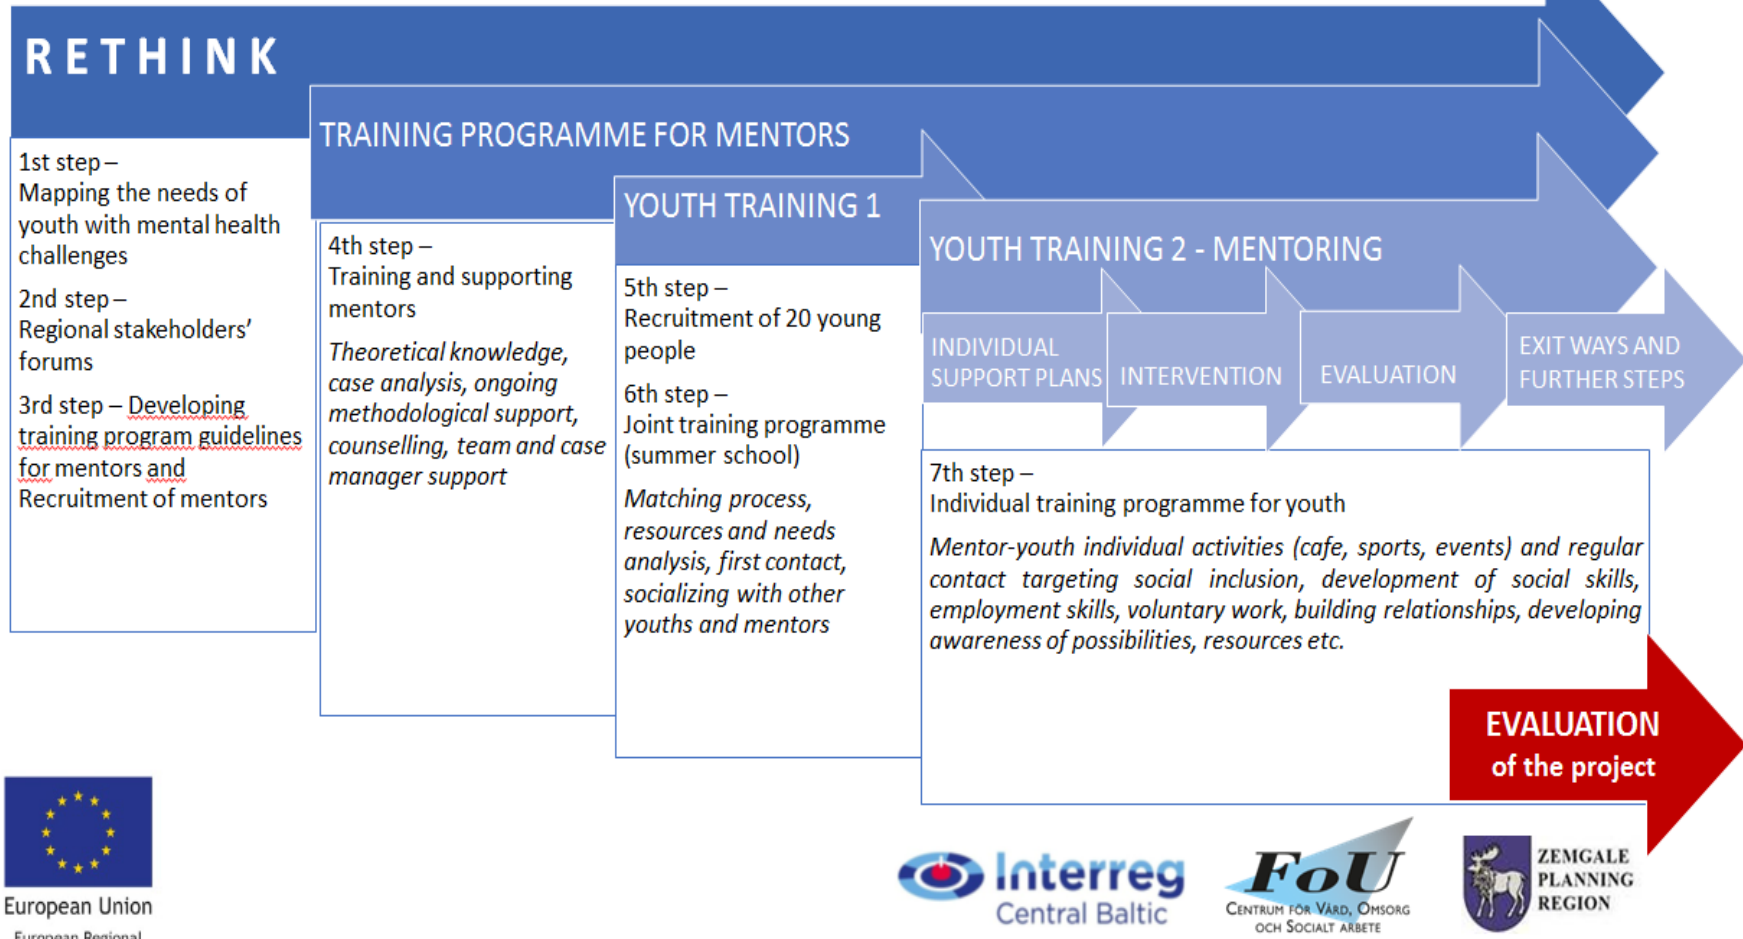 RETHINK
1st step –
Mapping the needs of
youth with mental health
challenges
2nd step –
Regional stakeholders'
forums
3rd step – Developing
training program guidelines
for mentors and
Recruitment of mentors
TRAINING PROGRAMME FOR MENTORS
4th step –
Training and supporting
mentors
Theoretical knowledge,
case analysis, ongoing
methodological support,
counselling, team and case
manager support
YOUTH TRAINING 1
5th step –
Recruitment of 20 young
people
6th step –
Joint training programme
(summer school)
Matching process,
resources and needs
analysis, first contact,
socializing with other
youths and mentors
YOUTH TRAINING 2 - MENTORING
INDIVIDUAL
SUPPORT PLANS
INTERVENTION
EVALUATION
EXIT WAYS AND
FURTHER STEPS
7th step –
Individual training programme for youth
Mentor-youth individual activities (cafe, sports, events) and regular
contact targeting social inclusion, development of social skills,
employment skills, voluntary work, building relationships, developing
awareness of possibilities, resources etc.
EVALUATION
of the project
European Union
European Regional
Interreg
Central Baltic
FoU
CENTRUM FÖR VÅRD, OMSORG
OCH SOCIALT ARBETE
ZEMGALE
PLANNING
REGION